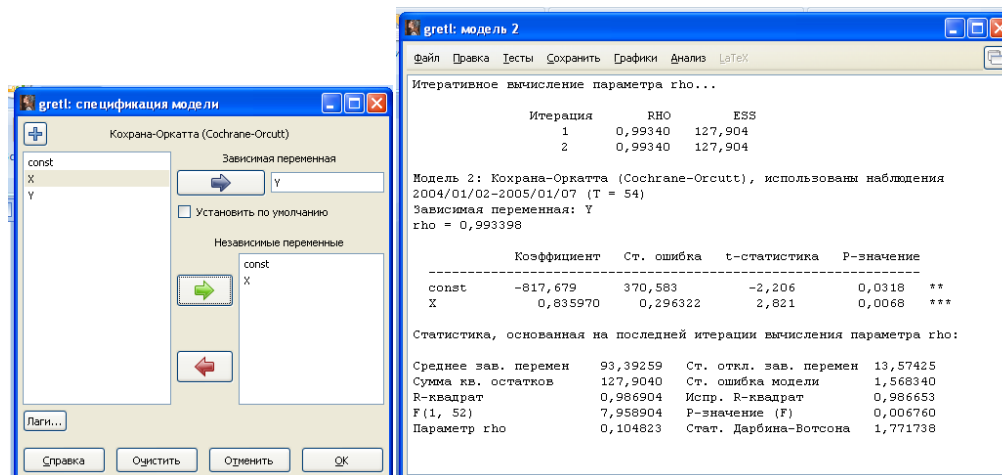 gretl: спецификация модели
Кохрана-Оркатта (Cochrane-Orcutt)
const
X
Y
Зависимая переменная
Y
Установить по умолчанию
Независимые переменные
const
X
Лаги...
Справка
Очистить
Отменить
OK
gretl: модель 2
Файл Правка Тесты Сохранить Графики Анализ LaTeX
Итеративное вычисление параметра rho...
Итерация RHO ESS
1 0,99340 127,904
2 0,99340 127,904
Модель 2: Кохрана-Оркатта (Cochrane-Orcutt), использованы наблюдения
2004/01/02-2005/01/07 (T = 54)
Зависимая переменная: Y
rho = 0,993398
Коэффициент Ст. ошибка t-статистика P-значение
const -817,679 370,583 -2,206 0,0318 **
X 0,835970 0,296322 2,821 0,0068 ***
Статистика, основанная на последней итерации вычисления параметра rho:
Среднее зав. перемен 93,39259 Ст. откл. зав. перемен 13,57425
Сумма кв. остатков 127,9040 Ст. ошибка модели 1,568340
R-квадрат 0,986904 Испр. R-квадрат 0,986653
F(1, 52) 7,958904 P-значение (F) 0,006760
Параметр rho 0,104823 Стат. Дарбина-Вотсона 1,771738